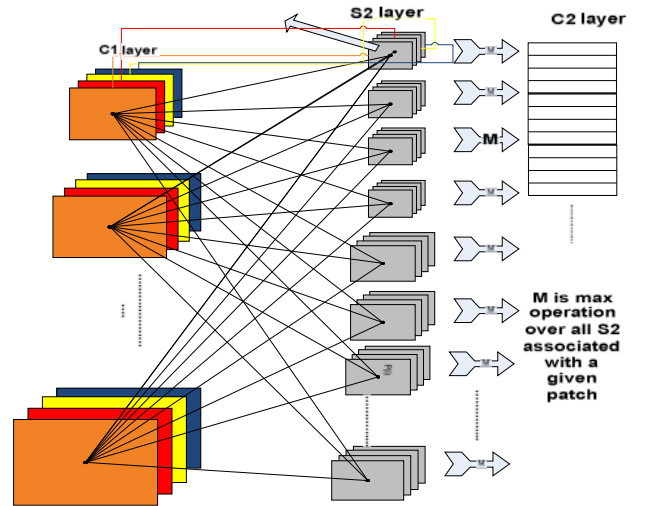 S2 layer
C2 layer
C1 layer
M
M
M
M
M
M
M
M
M is max
operation
over all S2
associated
with a
given
patch